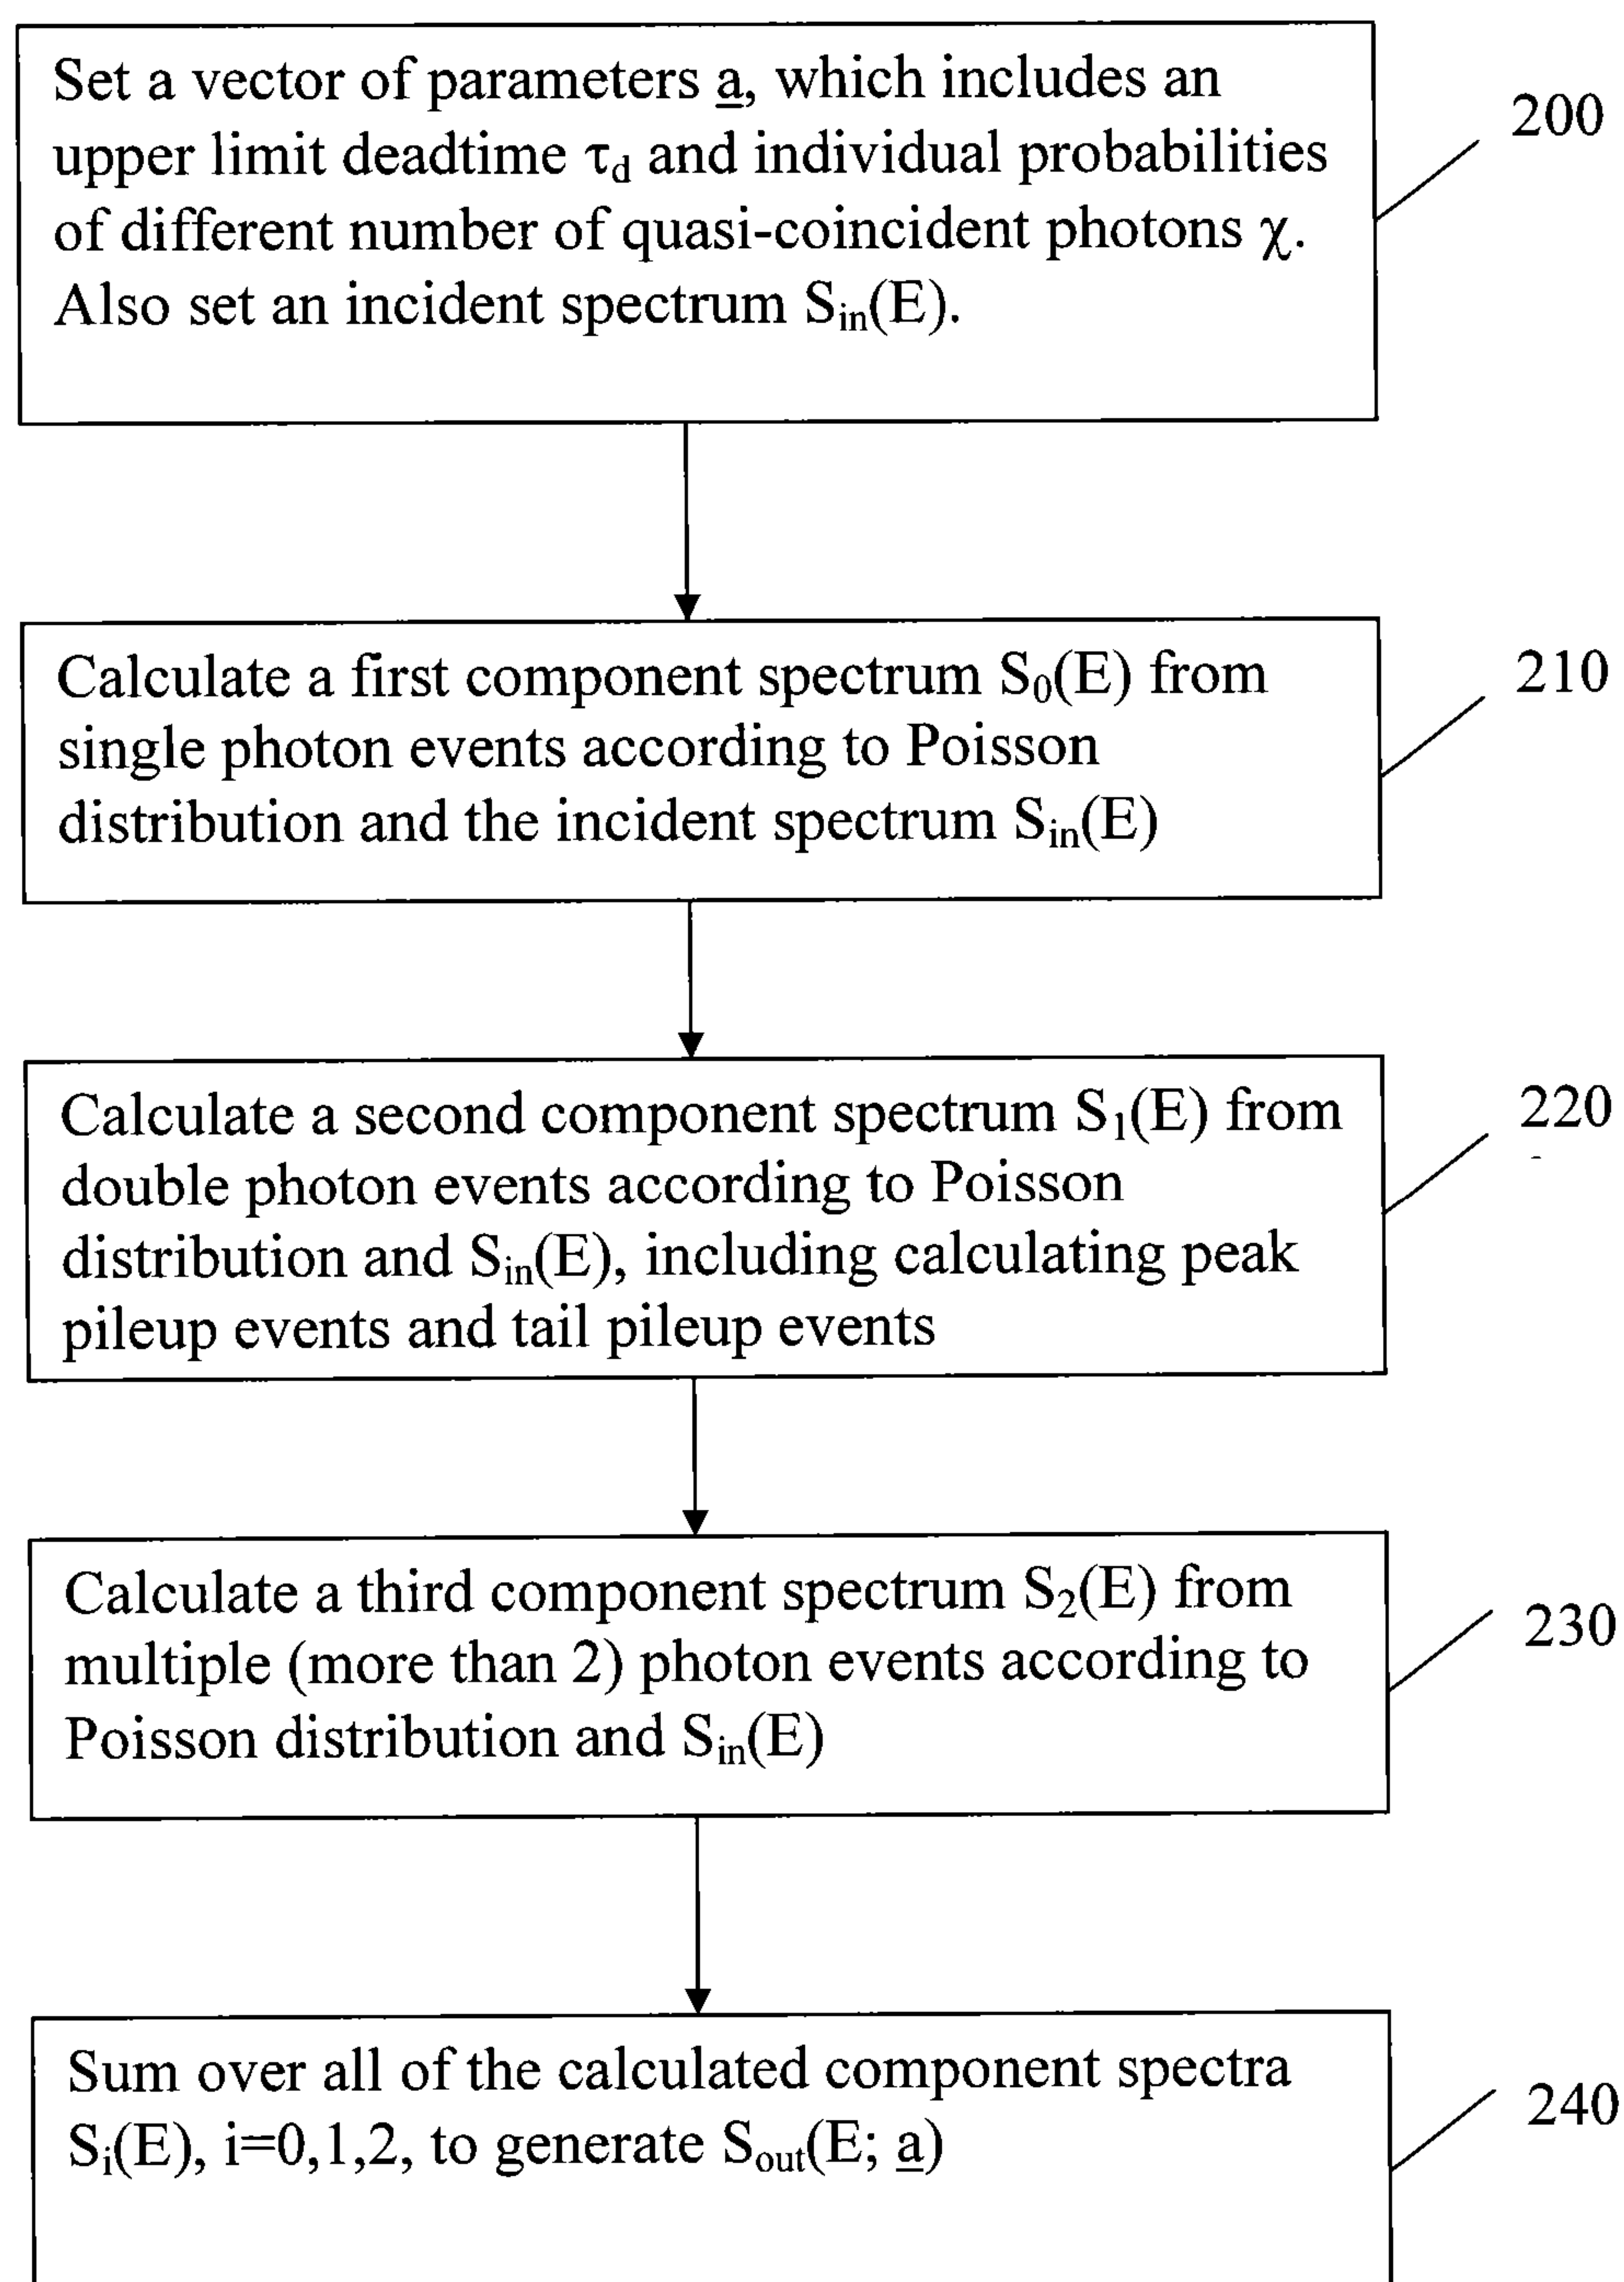 Set a vector of parameters a, which includes an
upper limit deadtime τd and individual probabilities
of different number of quasi-coincident photons χ.
Also set an incident spectrum Sin(E).
200
Calculate a first component spectrum S0(E) from
single photon events according to Poisson
distribution and the incident spectrum Sin(E)
210
Calculate a second component spectrum S1(E) from
double photon events according to Poisson
distribution and Sin(E), including calculating peak
pileup events and tail pileup events
220
Calculate a third component spectrum S2(E) from
multiple (more than 2) photon events according to
Poisson distribution and Sin(E)
230
Sum over all of the calculated component spectra
Si(E), i=0,1,2, to generate Sout(E; a)
240